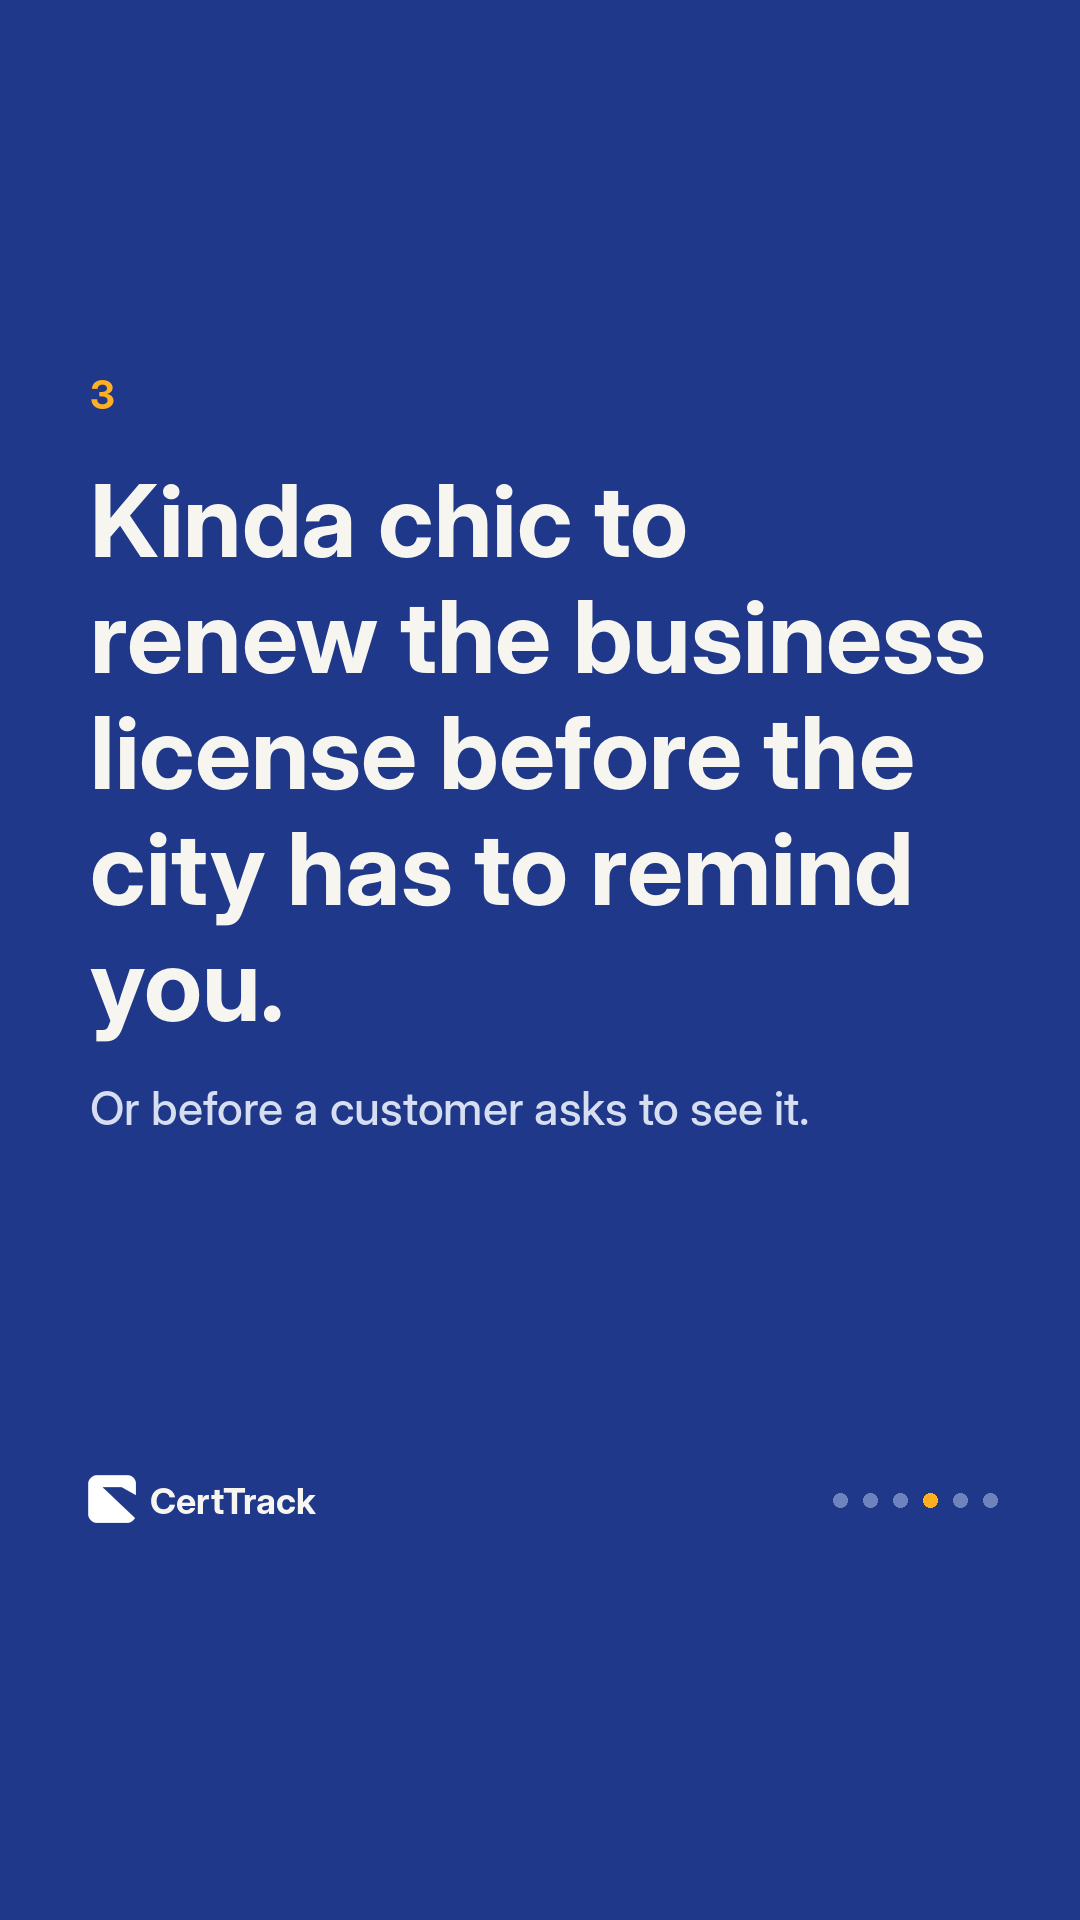 3
Kinda chic to
renew the business
license before the
city has to remind
you.
Or before a customer asks to see it.
CertTrack